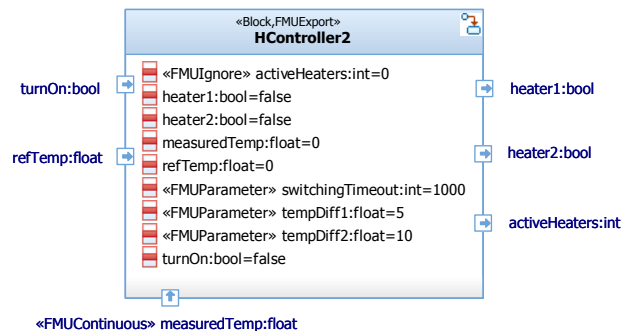 «Block,FMUExport»
HController2
turnOn:bool
refTemp:float
«FMUIgnore» activeHeaters:int=0
heater1:bool=false
heater2:bool=false
measuredTemp:float=0
refTemp:float=0
«FMUParameter» switchingTimeout:int=1000
«FMUParameter» tempDiff1:float=5
«FMUParameter» tempDiff2:float=10
turnOn:bool=false
heater1:bool
heater2:bool
activeHeaters:int
«FMUContinuous» measuredTemp:float